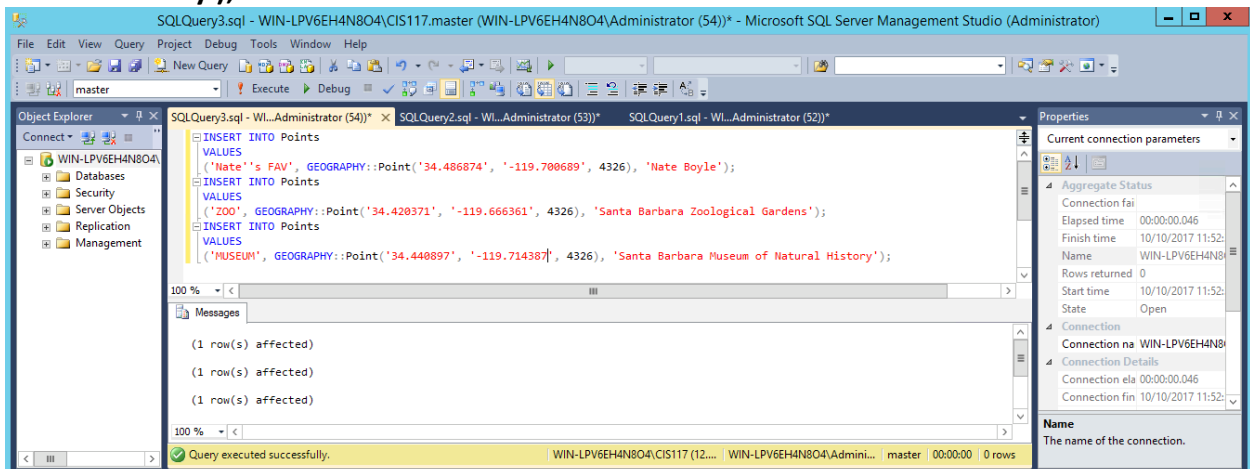 SQLQuery3.sql - WIN-LPV6EH4N8O4\CIS117.master (WIN-LPV6EH4N8O4\Administrator (54))* - Microsoft SQL Server Management Studio (Administrator)
File Edit View Query Project Debug Tools Window Help
New Query
master Execute Debug
Object Explorer
SQLQuery3.sql - WI...Administrator (54))* SQLQuery2.sql - WI...Administrator (53))* SQLQuery1.sql - WI...Administrator (52))*
Connect
WIN-LPV6EH4N8O4\
Databases
Security
Server Objects
Replication
Management
INSERT INTO Points
VALUES
('Nate''s FAV', GEOGRAPHY::Point('34.486874', '-119.700689', 4326), 'Nate Boyle');
INSERT INTO Points
VALUES
('ZOO', GEOGRAPHY::Point('34.420371', '-119.666361', 4326), 'Santa Barbara Zoological Gardens');
INSERT INTO Points
VALUES
('MUSEUM', GEOGRAPHY::Point('34.440897', '-119.714387', 4326), 'Santa Barbara Museum of Natural History');
100 %
Messages
(1 row(s) affected)
(1 row(s) affected)
(1 row(s) affected)
100 %
Query executed successfully. WIN-LPV6EH4N8O4\CIS117 (12.... WIN-LPV6EH4N8O4\Admini... master 00:00:00 0 rows
Properties
Current connection parameters
Aggregate Status
Connection fai
Elapsed time 00:00:00.046
Finish time 10/10/2017 11:52:
Name WIN-LPV6EH4N8
Rows returned 0
Start time 10/10/2017 11:52:
State Open
Connection
Connection na WIN-LPV6EH4N8
Connection Details
Connection ela 00:00:00.046
Connection fin 10/10/2017 11:52:
Name
The name of the connection.